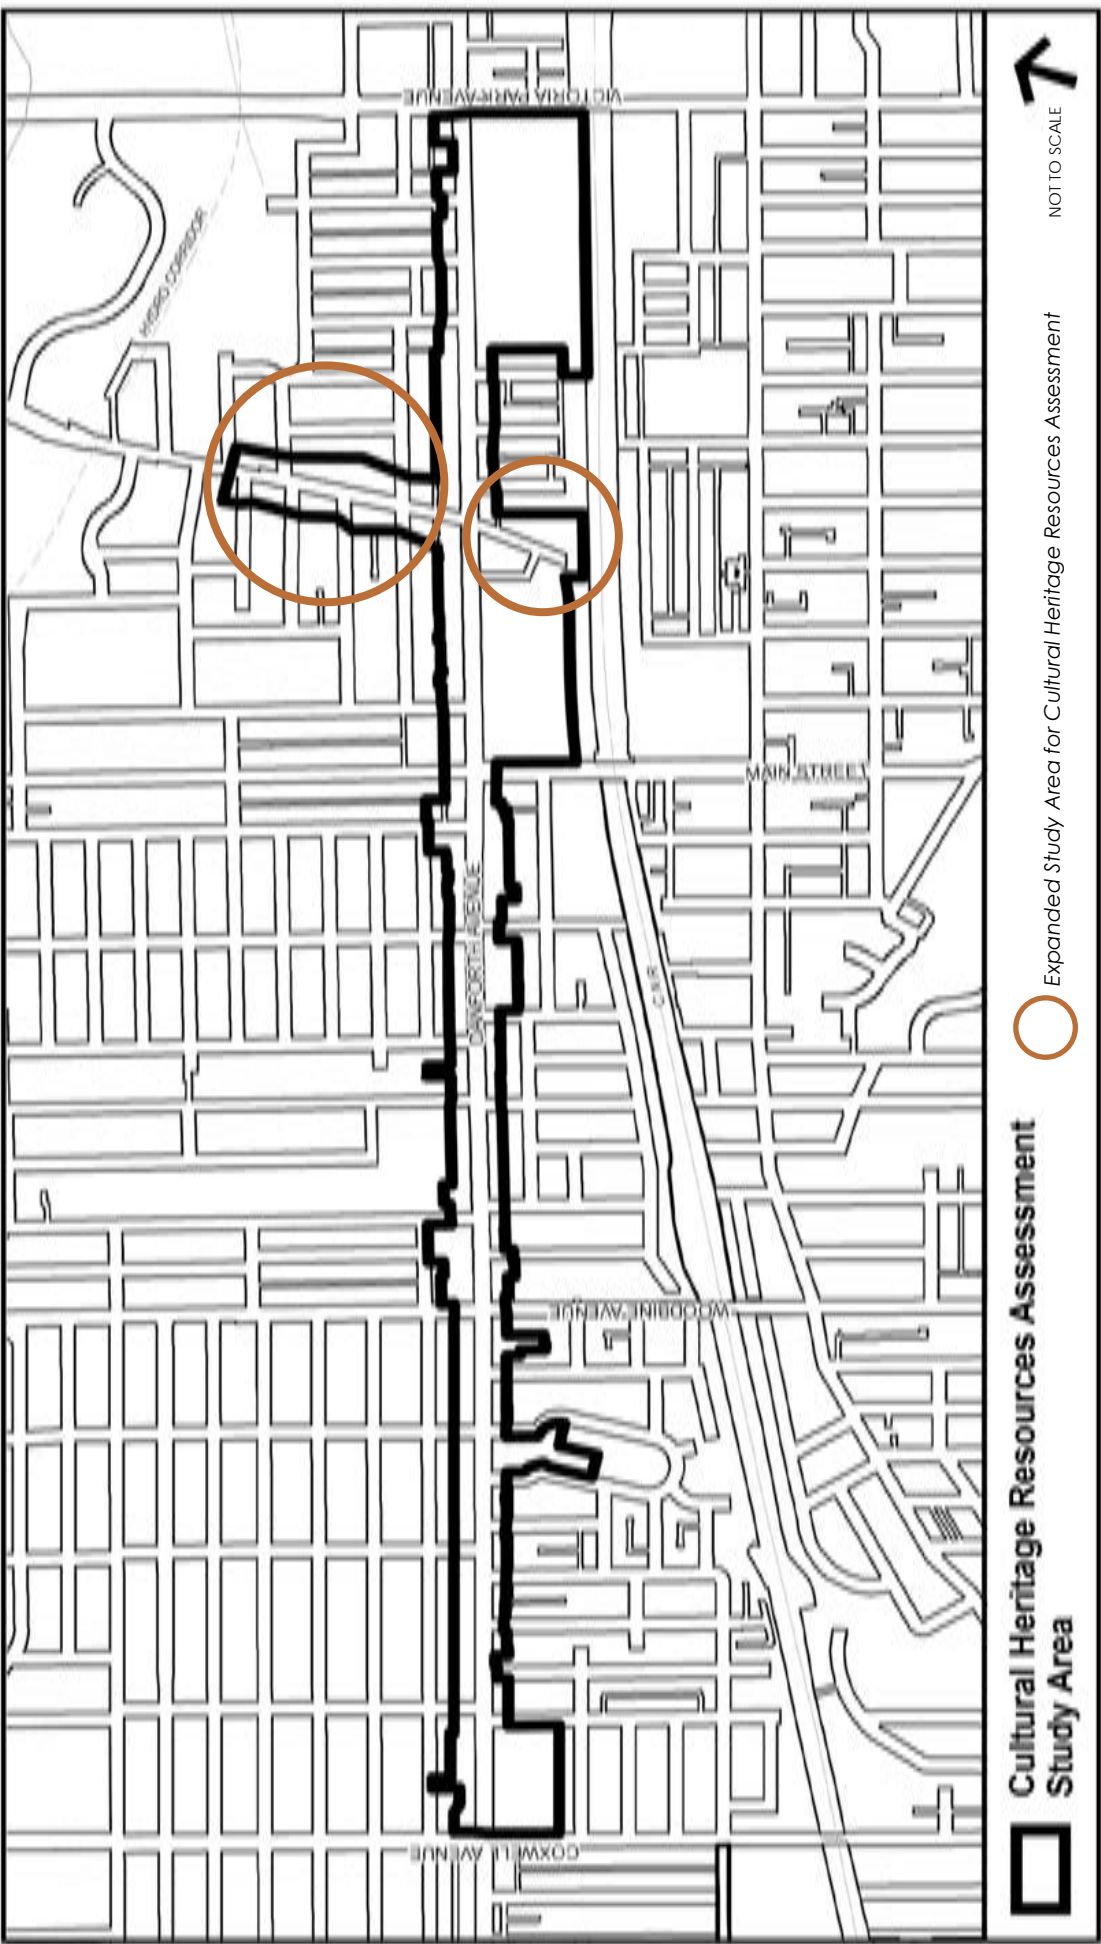 VICTORIA PARK AVENUE
HYDRO CORRIDOR
MAIN STREET
DANFORTH AVENUE
C.N.R.
WOODBINE AVENUE
COXWELL AVENUE
Cultural Heritage Resources Assessment
Study Area
Expanded Study Area for Cultural Heritage Resources Assessment
NOT TO SCALE